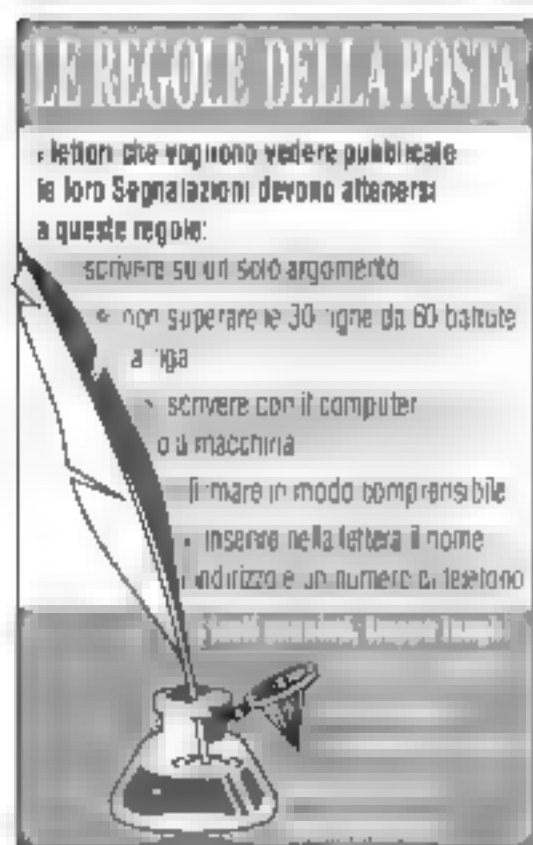 LE REGOLE DELLA POSTA
I lettori che vogliono vedere pubblicate
le loro Segnalazioni devono attenersi
a queste regole:
scrivere su un solo argomento
• non superare le 30 righe da 60 battute
a riga
• scrivere con il computer
o a macchina
firmare in modo comprensibile
• inserire nella lettera il nome
l'indirizzo e un numero di telefono